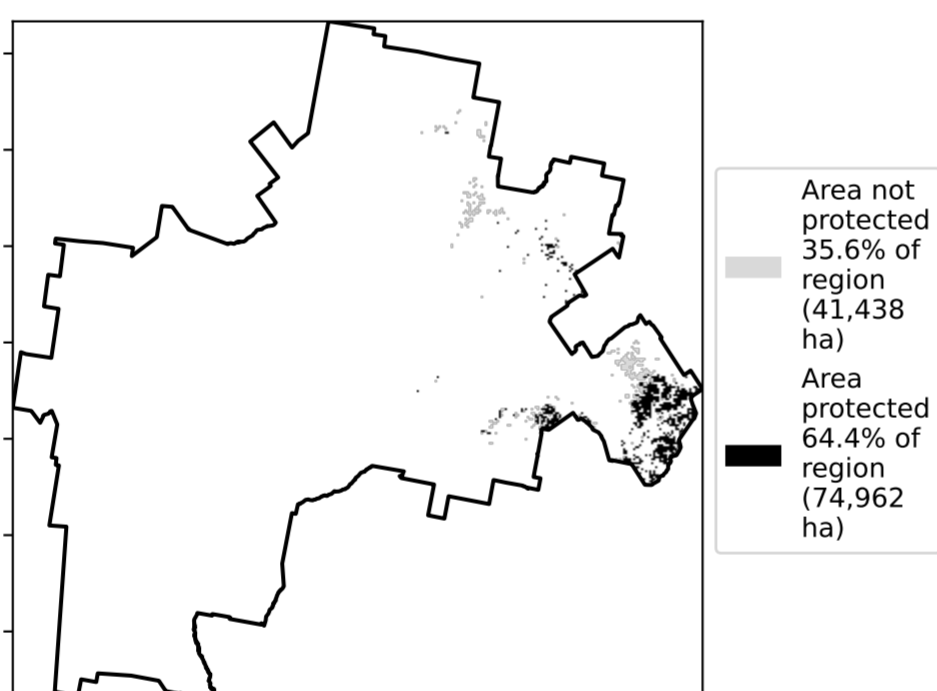 Area not
protected
35.6% of
region
(41,438
ha)
Area
protected
64.4% of
region
(74,962
ha)